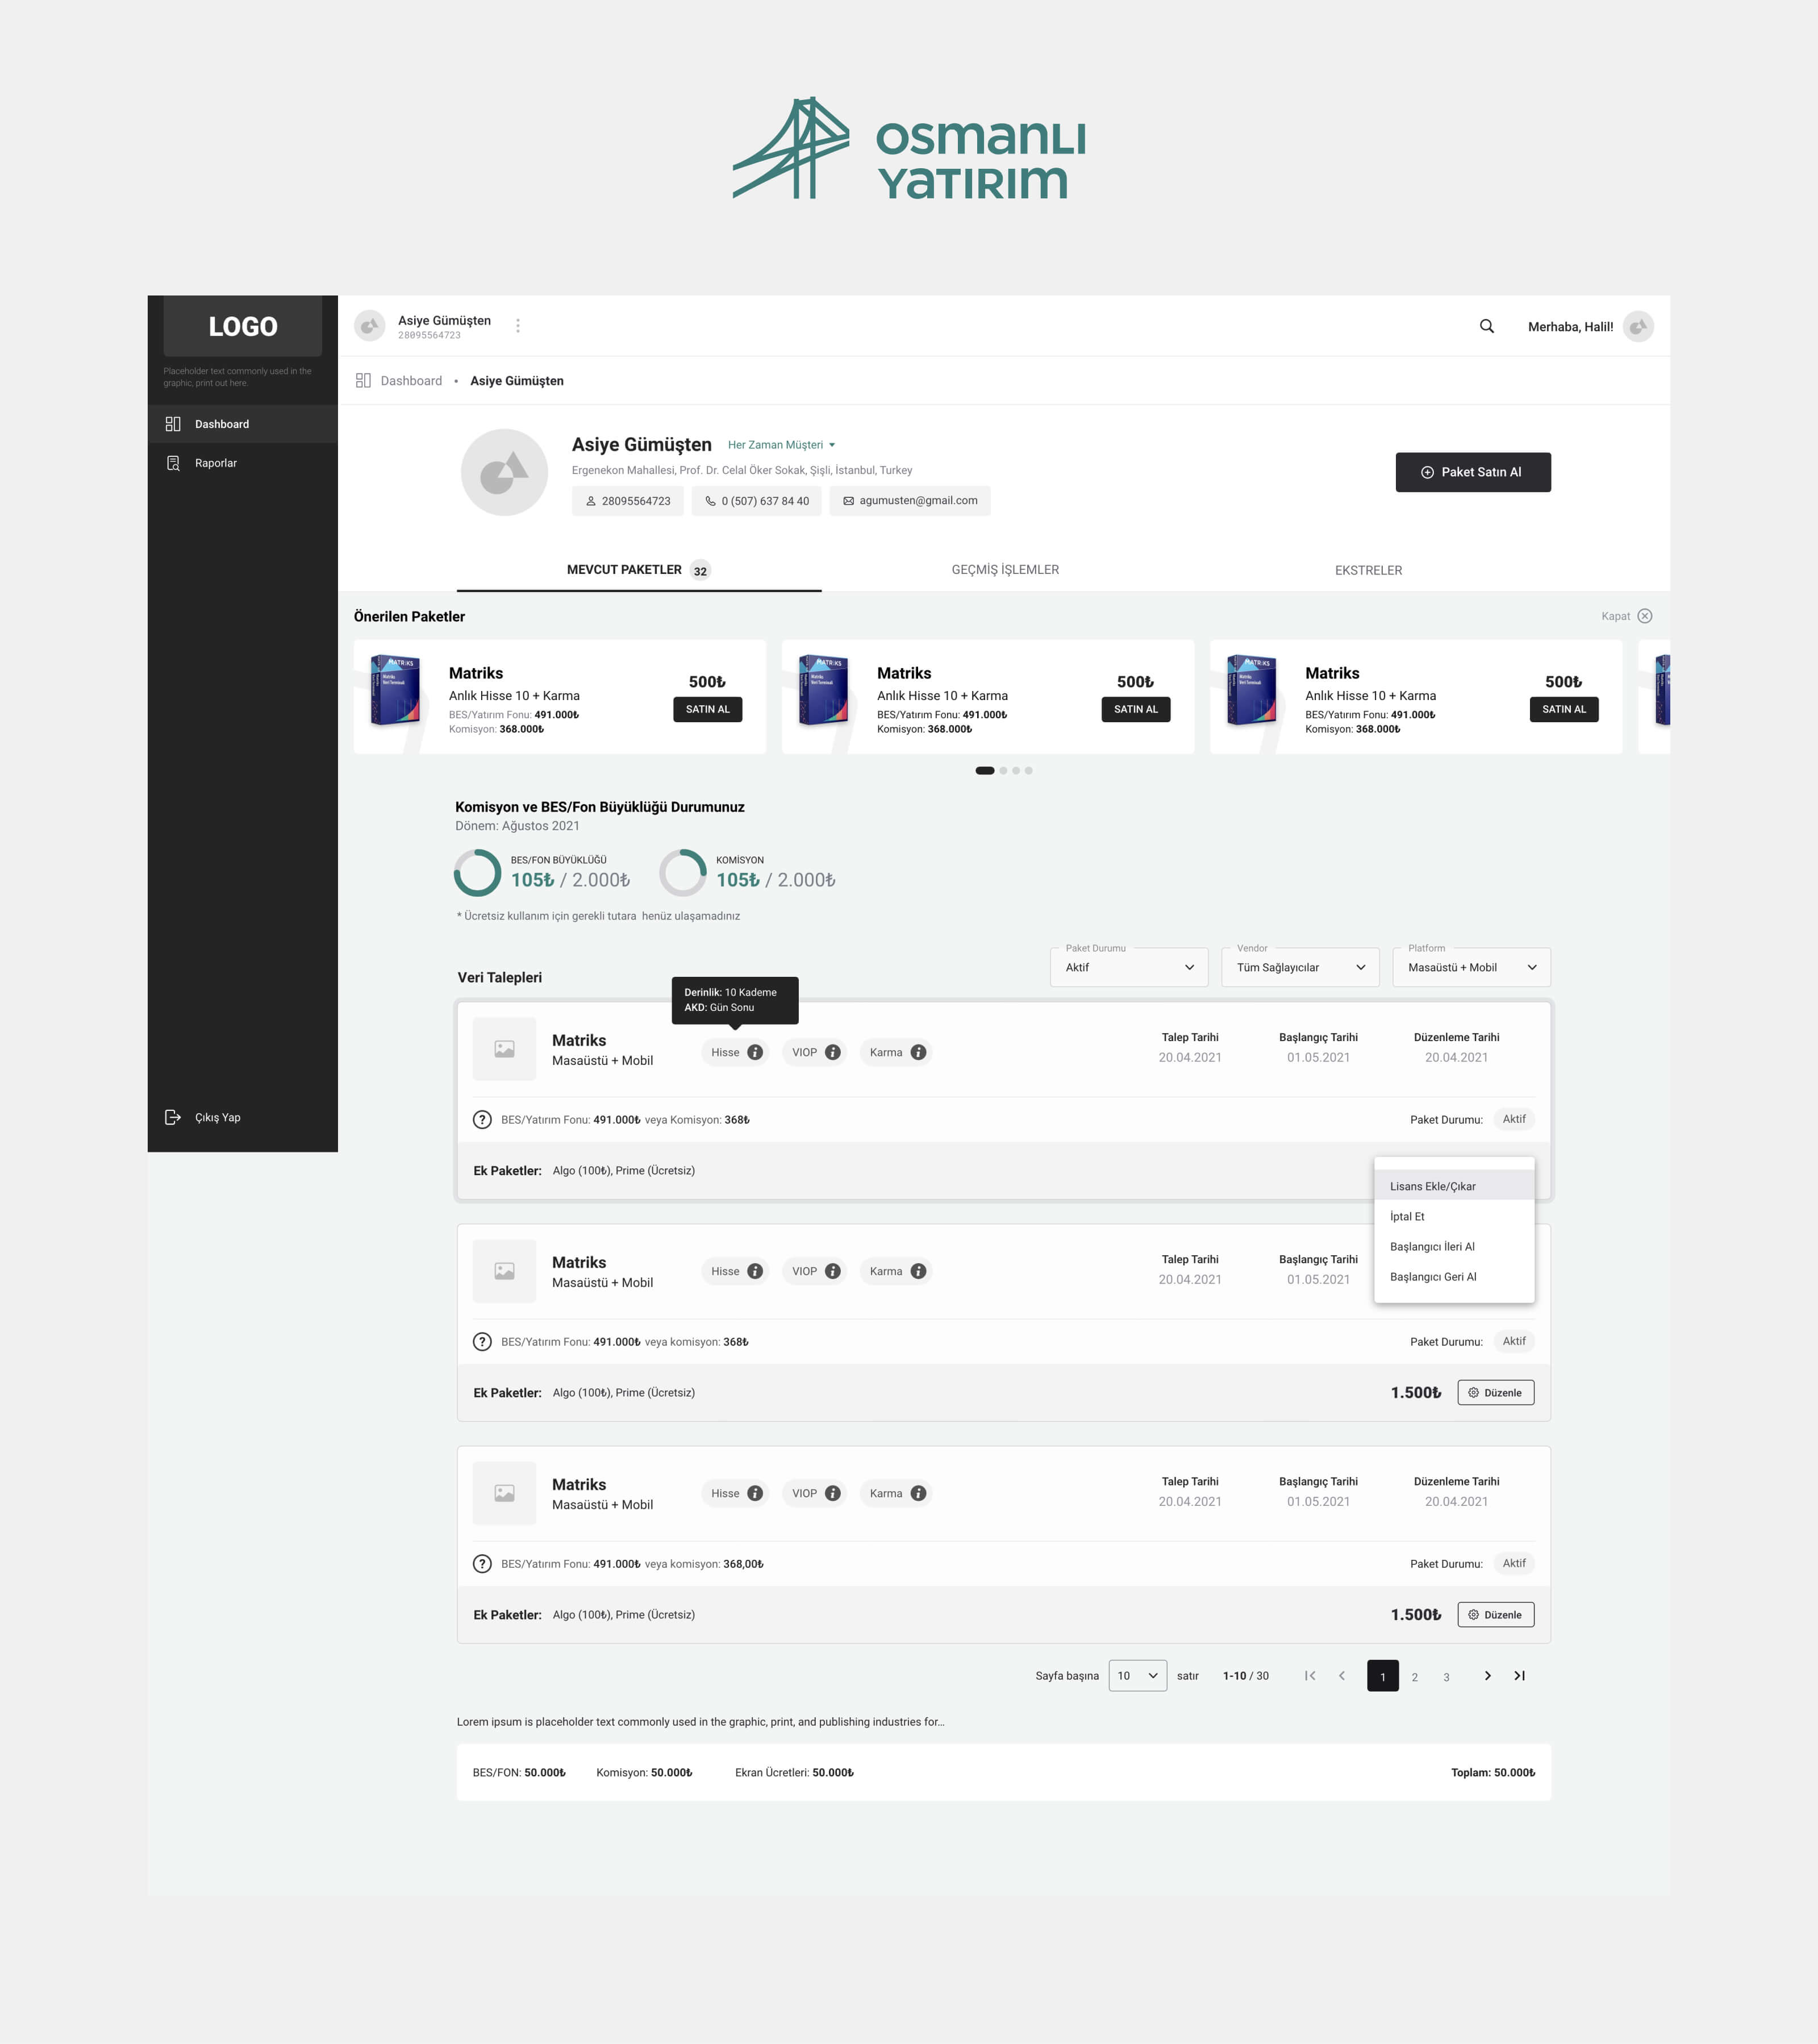 osmanlı
yatırım
LOGO
Placeholder text commonly used in the
graphic, print out here.
Dashboard
Raporlar
Çıkış Yap
Asiye Gümüşten
28095564723
Merhaba, Halil!
Dashboard • Asiye Gümüşten
Asiye Gümüşten Her Zaman Müşteri
Ergenekon Mahallesi, Prof. Dr. Celal Öker Sokak, Şişli, İstanbul, Turkey
28095564723 0 (507) 637 84 40 agumusten@gmail.com
Paket Satın Al
MEVCUT PAKETLER 32 GEÇMİŞ İŞLEMLER EKSTRELER
Önerilen Paketler Kapat
MATRİKS
Matriks
Anlık Hisse 10 + Karma
BES/Yatırım Fonu: 491.000₺
Komisyon: 368.000₺
500₺
SATIN AL
MATRİKS
Matriks
Anlık Hisse 10 + Karma
BES/Yatırım Fonu: 491.000₺
Komisyon: 368.000₺
500₺
SATIN AL
MATRİKS
Matriks
Anlık Hisse 10 + Karma
BES/Yatırım Fonu: 491.000₺
Komisyon: 368.000₺
500₺
SATIN AL
Komisyon ve BES/Fon Büyüklüğü Durumunuz
Dönem: Ağustos 2021
BES/FON BÜYÜKLÜĞÜ
105₺ / 2.000₺
KOMİSYON
105₺ / 2.000₺
* Ücretsiz kullanım için gerekli tutara henüz ulaşamadınız
Veri Talepleri
Paket Durumu
Aktif
Vendor
Tüm Sağlayıcılar
Platform
Masaüstü + Mobil
Derinlik: 10 Kademe
AKD: Gün Sonu
Matriks
Masaüstü + Mobil
Hisse VIOP Karma
Talep Tarihi
20.04.2021
Başlangıç Tarihi
01.05.2021
Düzenleme Tarihi
20.04.2021
BES/Yatırım Fonu: 491.000₺ veya Komisyon: 368₺
Paket Durumu: Aktif
Ek Paketler: Algo (100₺), Prime (Ücretsiz)
Lisans Ekle/Çıkar
İptal Et
Başlangıcı İleri Al
Başlangıcı Geri Al
Matriks
Masaüstü + Mobil
Hisse VIOP Karma
Talep Tarihi
20.04.2021
Başlangıç Tarihi
01.05.2021
BES/Yatırım Fonu: 491.000₺ veya komisyon: 368₺
Paket Durumu: Aktif
Ek Paketler: Algo (100₺), Prime (Ücretsiz)
1.500₺ Düzenle
Matriks
Masaüstü + Mobil
Hisse VIOP Karma
Talep Tarihi
20.04.2021
Başlangıç Tarihi
01.05.2021
Düzenleme Tarihi
20.04.2021
BES/Yatırım Fonu: 491.000₺ veya komisyon: 368,00₺
Paket Durumu: Aktif
Ek Paketler: Algo (100₺), Prime (Ücretsiz)
1.500₺ Düzenle
Sayfa başına 10 satır 1-10 / 30 1 2 3
Lorem ipsum is placeholder text commonly used in the graphic, print, and publishing industries for...
BES/FON: 50.000₺ Komisyon: 50.000₺ Ekran Ücretleri: 50.000₺ Toplam: 50.000₺